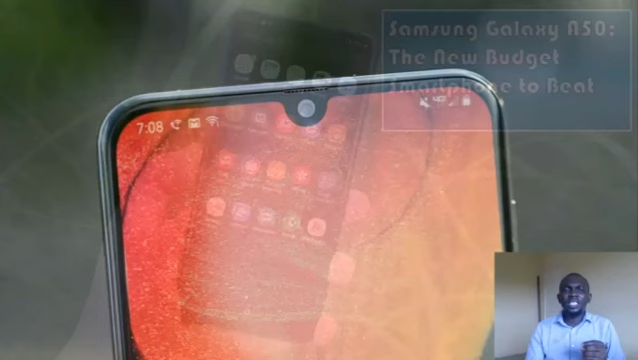 Samsung Galaxy A50:
The New Budget
Smartphone to Beat
7:08